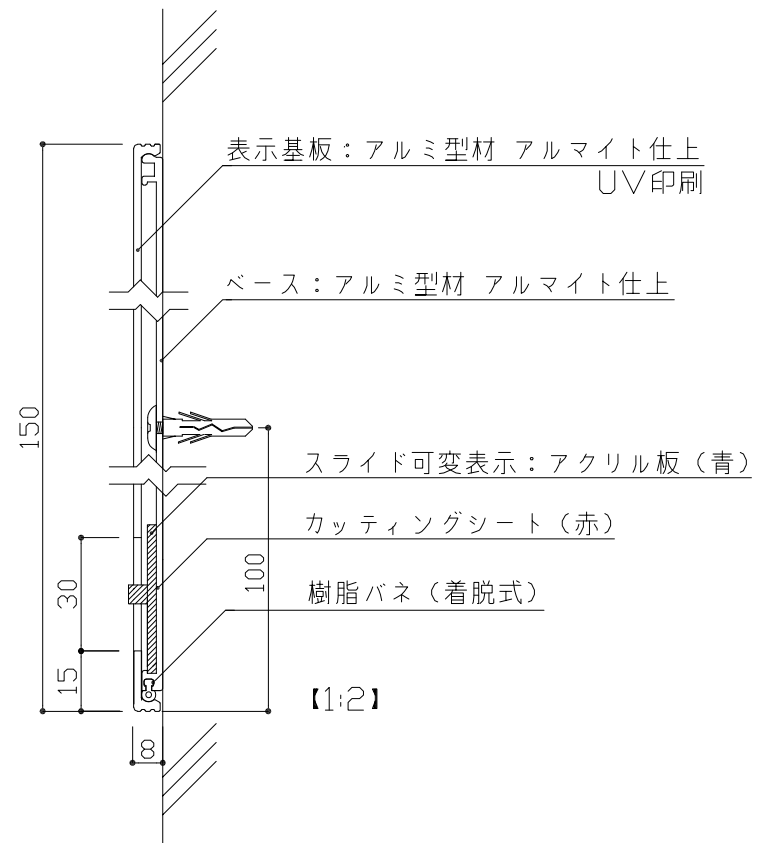 表示基板：アルミ型材 アルマイト仕上
UV印刷
ベース：アルミ型材 アルマイト仕上
150
スライド可変表示：アクリル板（青）
カッティングシート（赤）
100
30
樹脂バネ（着脱式）
15
【1:2】
8